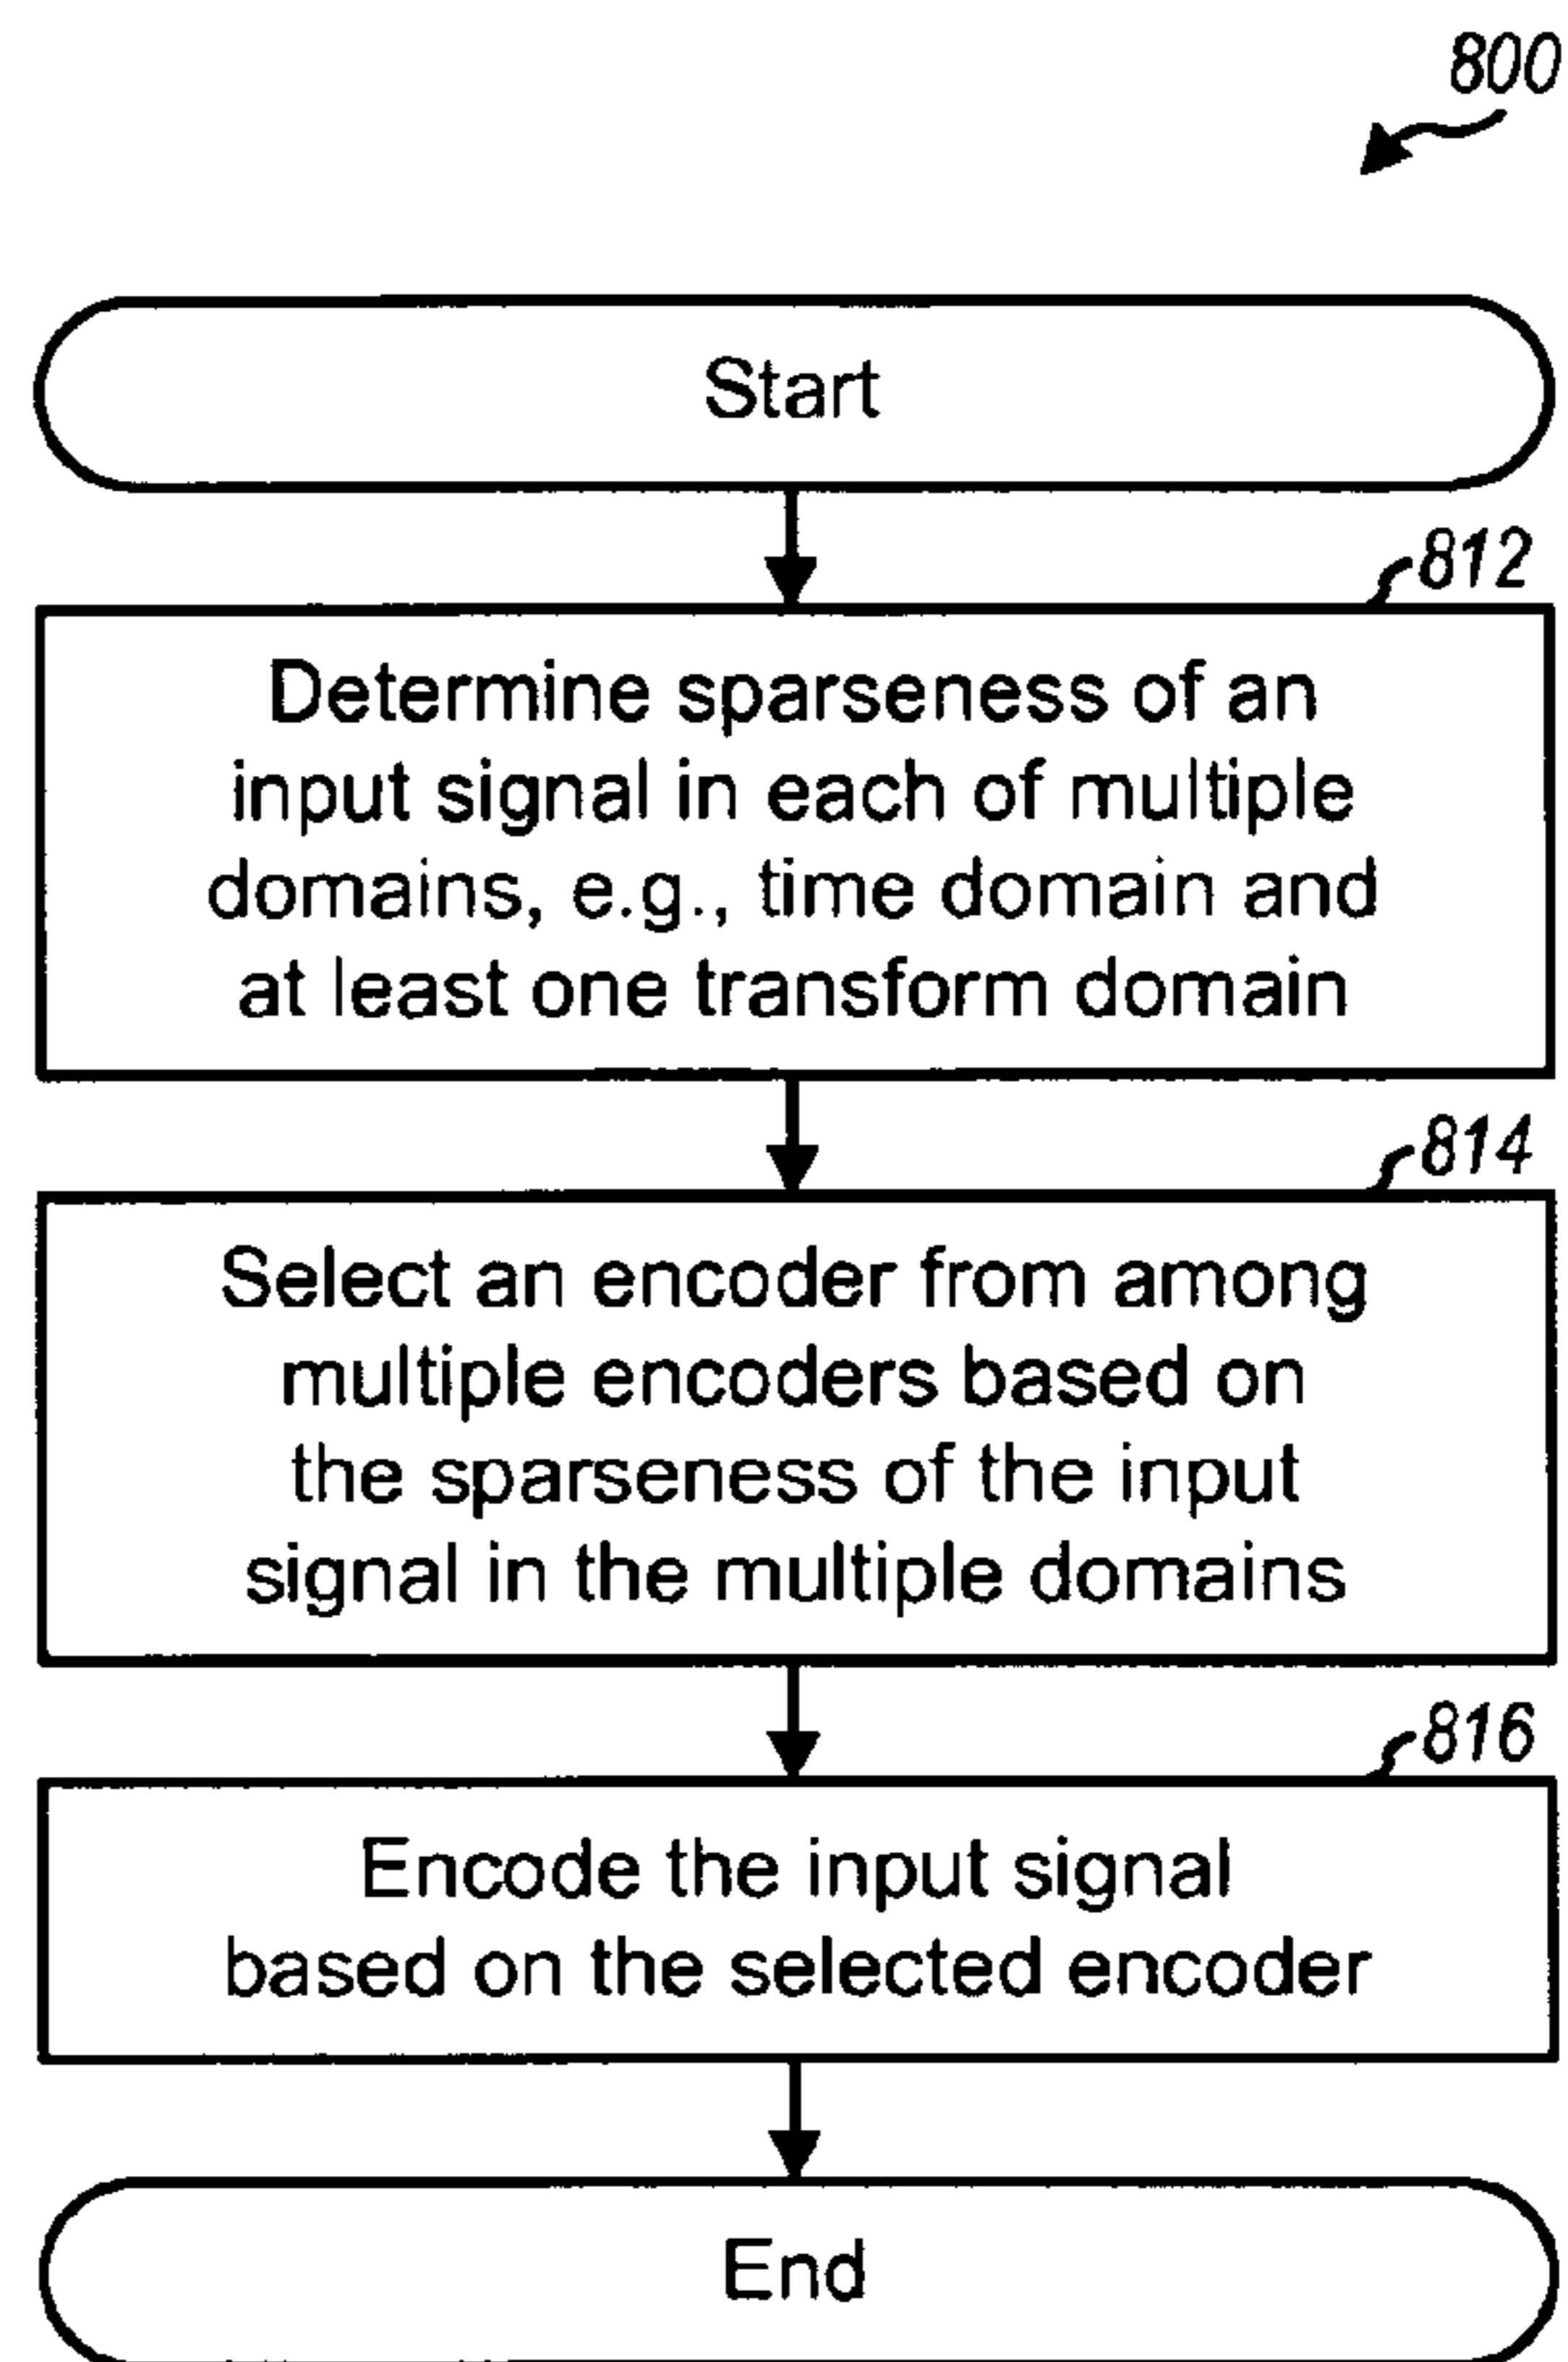 800
Start
812
Determine sparseness of an
input signal in each of multiple
domains, e.g., time domain and
at least one transform domain
814
Select an encoder from among
multiple encoders based on
the sparseness of the input
signal in the multiple domains
816
Encode the input signal
based on the selected encoder
End